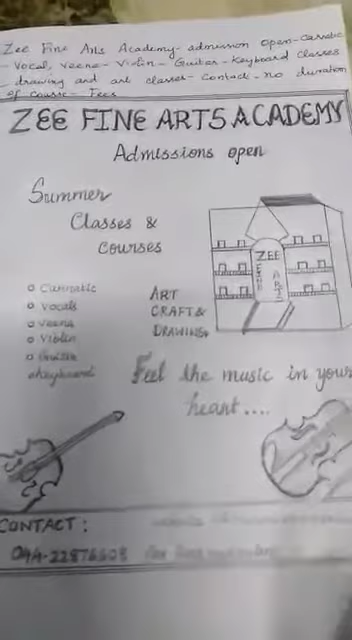 Zee Fine Arts Academy - admission open - Carnatic
- Vocal, Veena - Violin - Guitar - Keyboard Classes
drawing and art classes - Contact - no duration
of course - Fees
ZEE FINE ARTS ACADEMY
Admissions open
Summer
Classes &
Courses
ZEE
FINE
ARTS
Carnatic
Vocals
Veena
Violin
Guitar
keyboard
ART
CRAFT &
DRAWING
Feel the music in your
heart....
CONTACT :
044-22876608